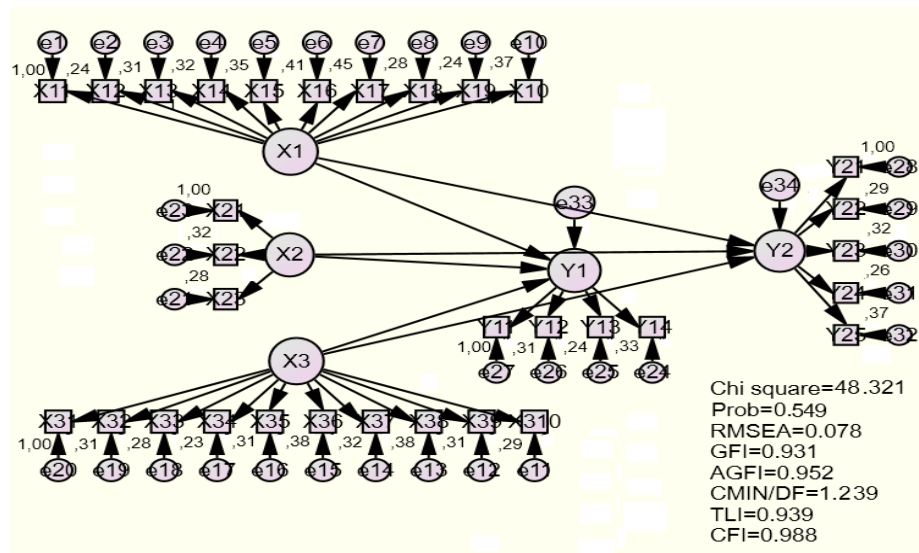 e1 e2 e3 e4 e5 e6 e7 e8 e9 e10
1,00 ,24 ,31 ,32 ,35 ,41 ,45 ,28 ,24 ,37
X11 X12 X13 X14 X15 X16 X17 X18 X19 X10
X1
1,00
e23 X21
,32
e22 X22
,28
e21 X23
X2
e33
Y1
Y11 Y12 Y13 Y14
1,00 ,31 ,24 ,33
e27 e26 e25 e24
e34
Y2
1,00
Y21 e28
,29
Y22 e29
,32
Y23 e30
,26
Y24 e31
,37
Y25 e32
X3
X31 X32 X33 X34 X35 X36 X37 X38 X39 X310
1,00 ,31 ,28 ,23 ,31 ,38 ,32 ,38 ,31 ,29
e20 e19 e18 e17 e16 e15 e14 e13 e12 e11
Chi square=48.321
Prob=0.549
RMSEA=0.078
GFI=0.931
AGFI=0.952
CMIN/DF=1.239
TLI=0.939
CFI=0.988